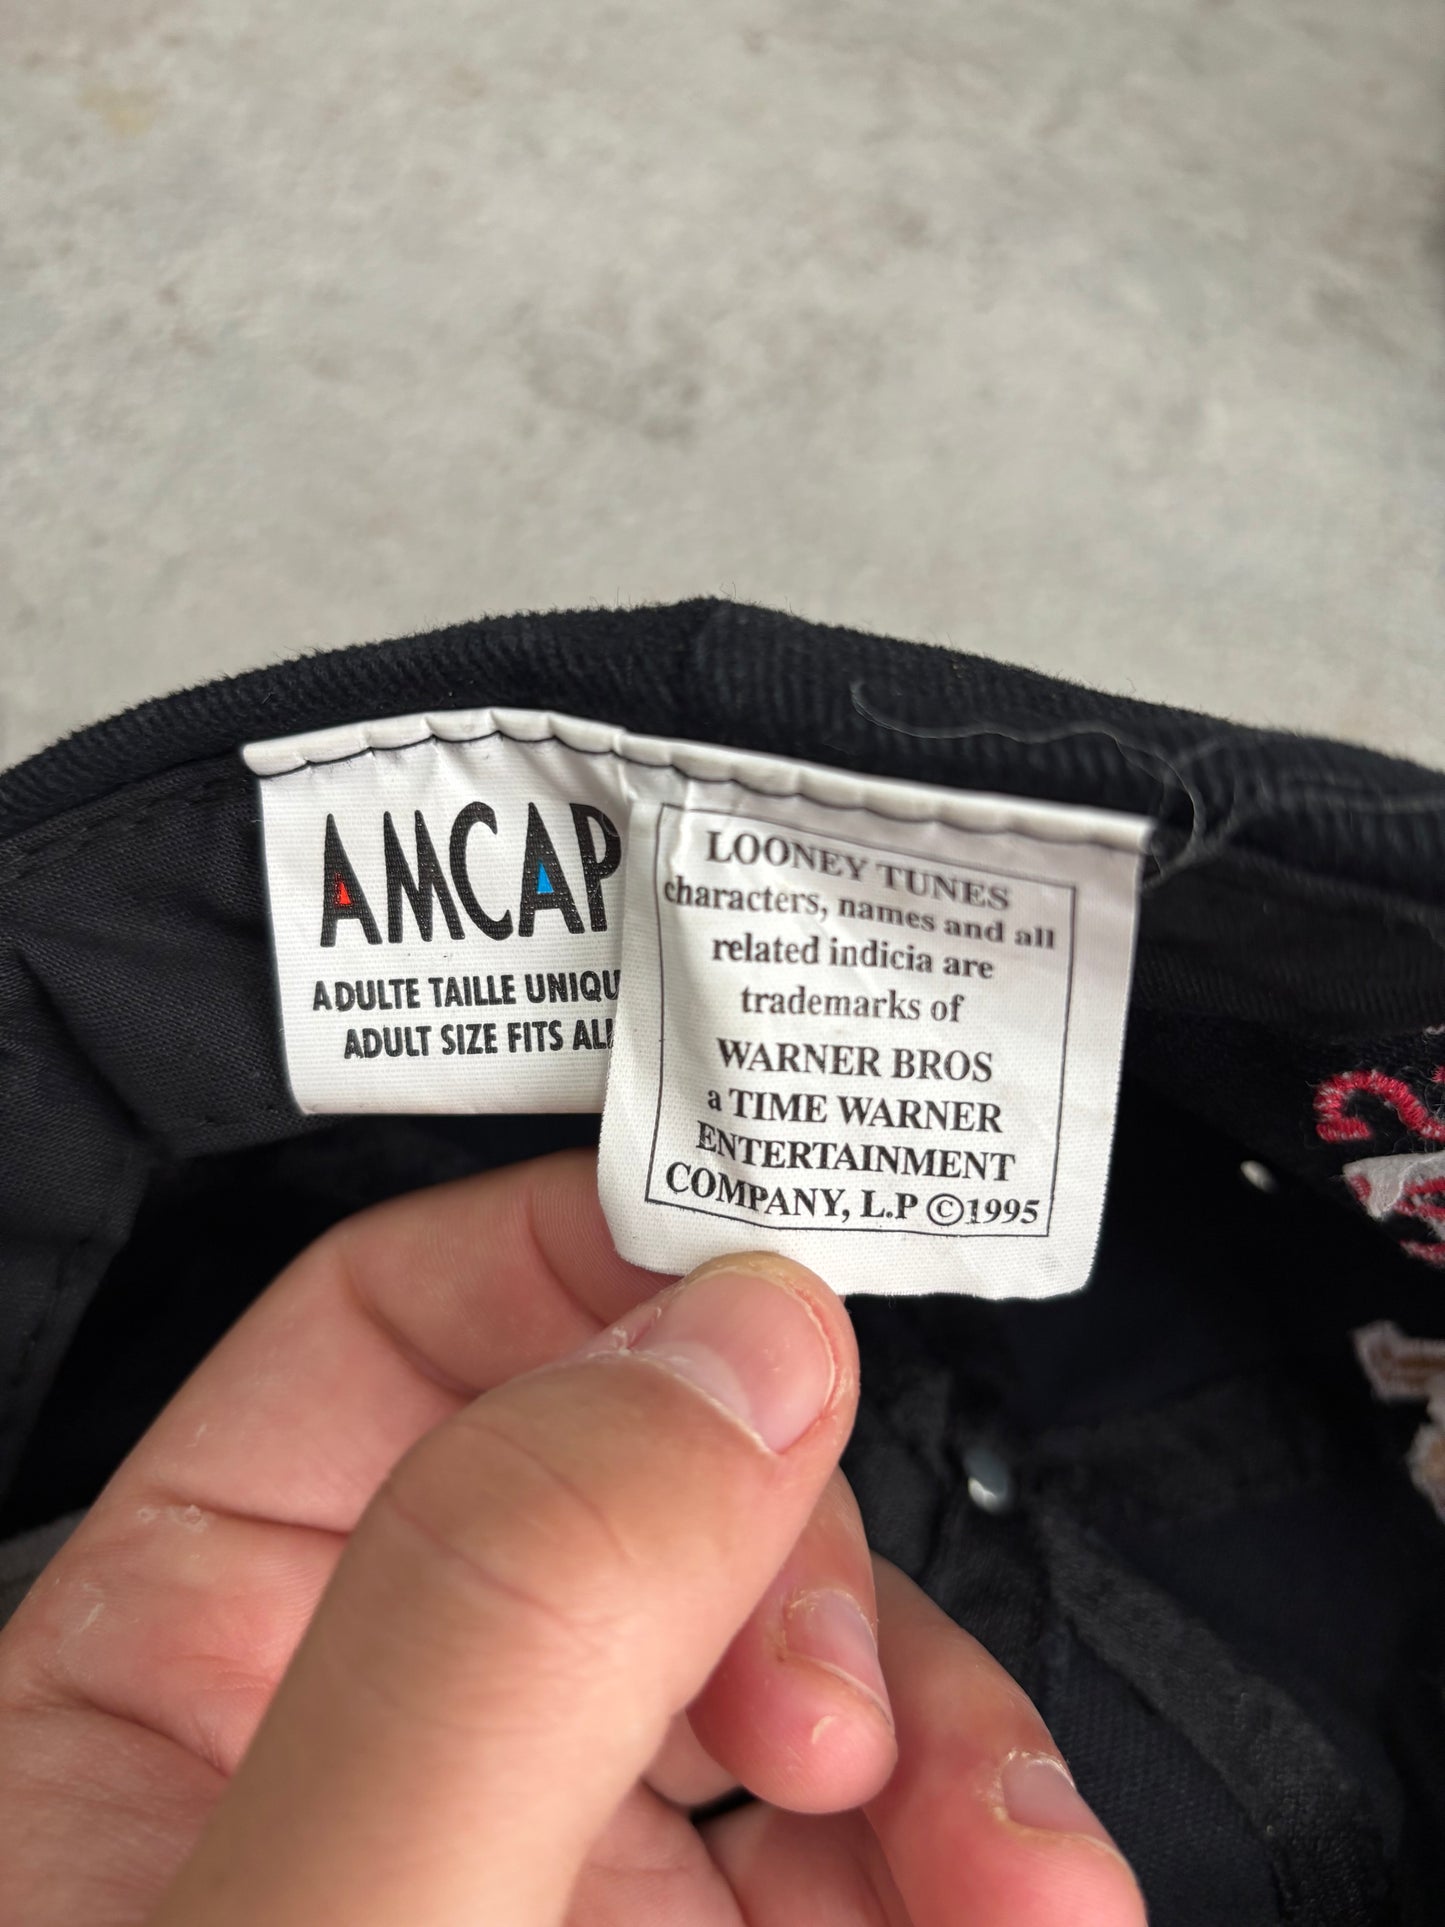 AMCAP
ADULTE TAILLE UNIQU
ADULT SIZE FITS ALL
LOONEY TUNES
characters, names and all
related indicia are
trademarks of
WARNER BROS
a TIME WARNER
ENTERTAINMENT
COMPANY, L.P ©1995